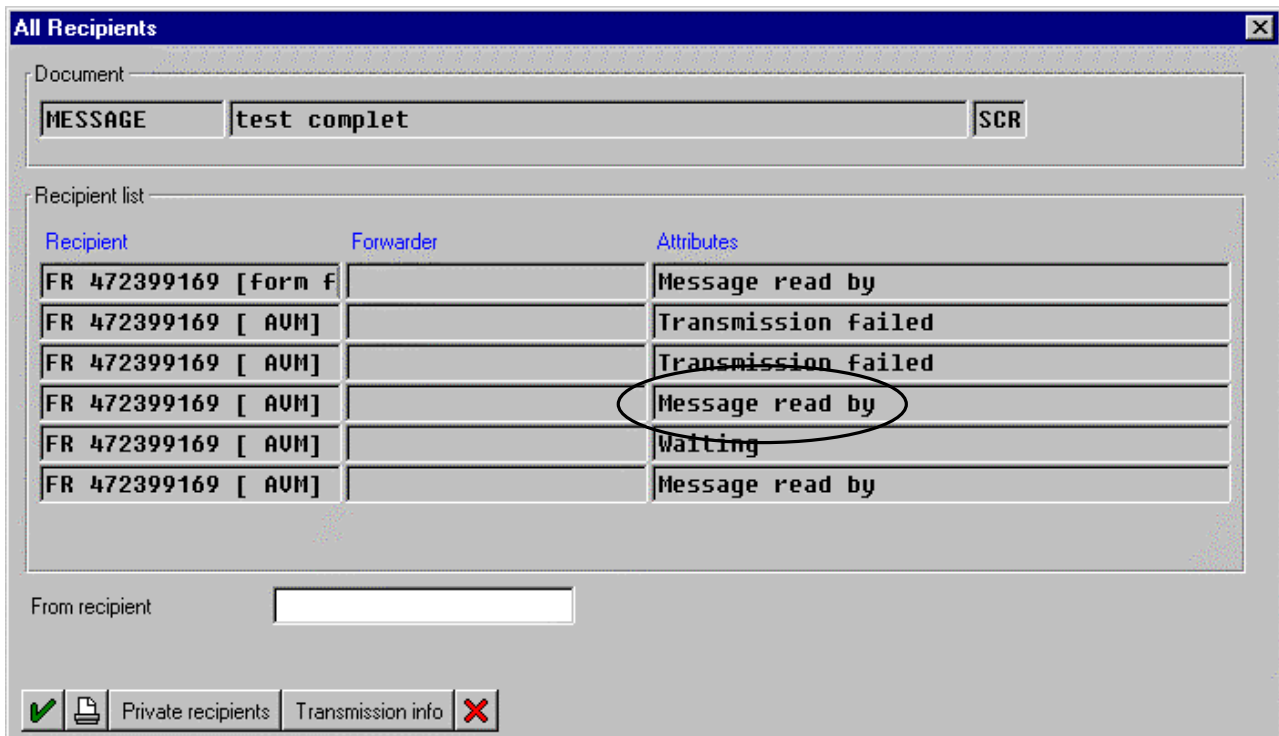 All Recipients
Document
MESSAGE test complet SCR
Recipient list
Recipient Forwarder Attributes
FR 472399169 [form f Message read by
FR 472399169 [ AVM] Transmission failed
FR 472399169 [ AVM] Transmission failed
FR 472399169 [ AVM] Message read by
FR 472399169 [ AVM] Waiting
FR 472399169 [ AVM] Message read by
From recipient
Private recipients Transmission info